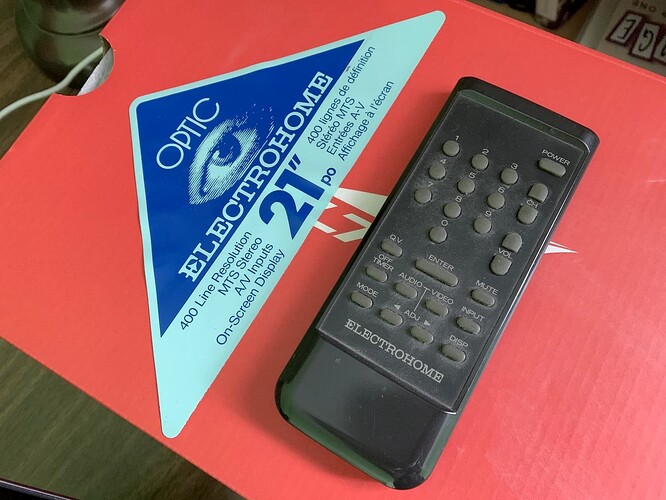 OPTIC
ELECTROHOME
21" po
400 Line Resolution
MTS Stereo
A/V Inputs
On-Screen Display
400 lignes de définition
Stéréo MTS
Entrées A-V
Affichage à l'écran
POWER
1 2 3
4 5 6
7 8 9
0
CH
VOL
Q.V.
ENTER
MUTE
OFF TIMER
AUDIO
VIDEO
INPUT
MODE
◄ ADJ ►
DISP
ELECTROHOME